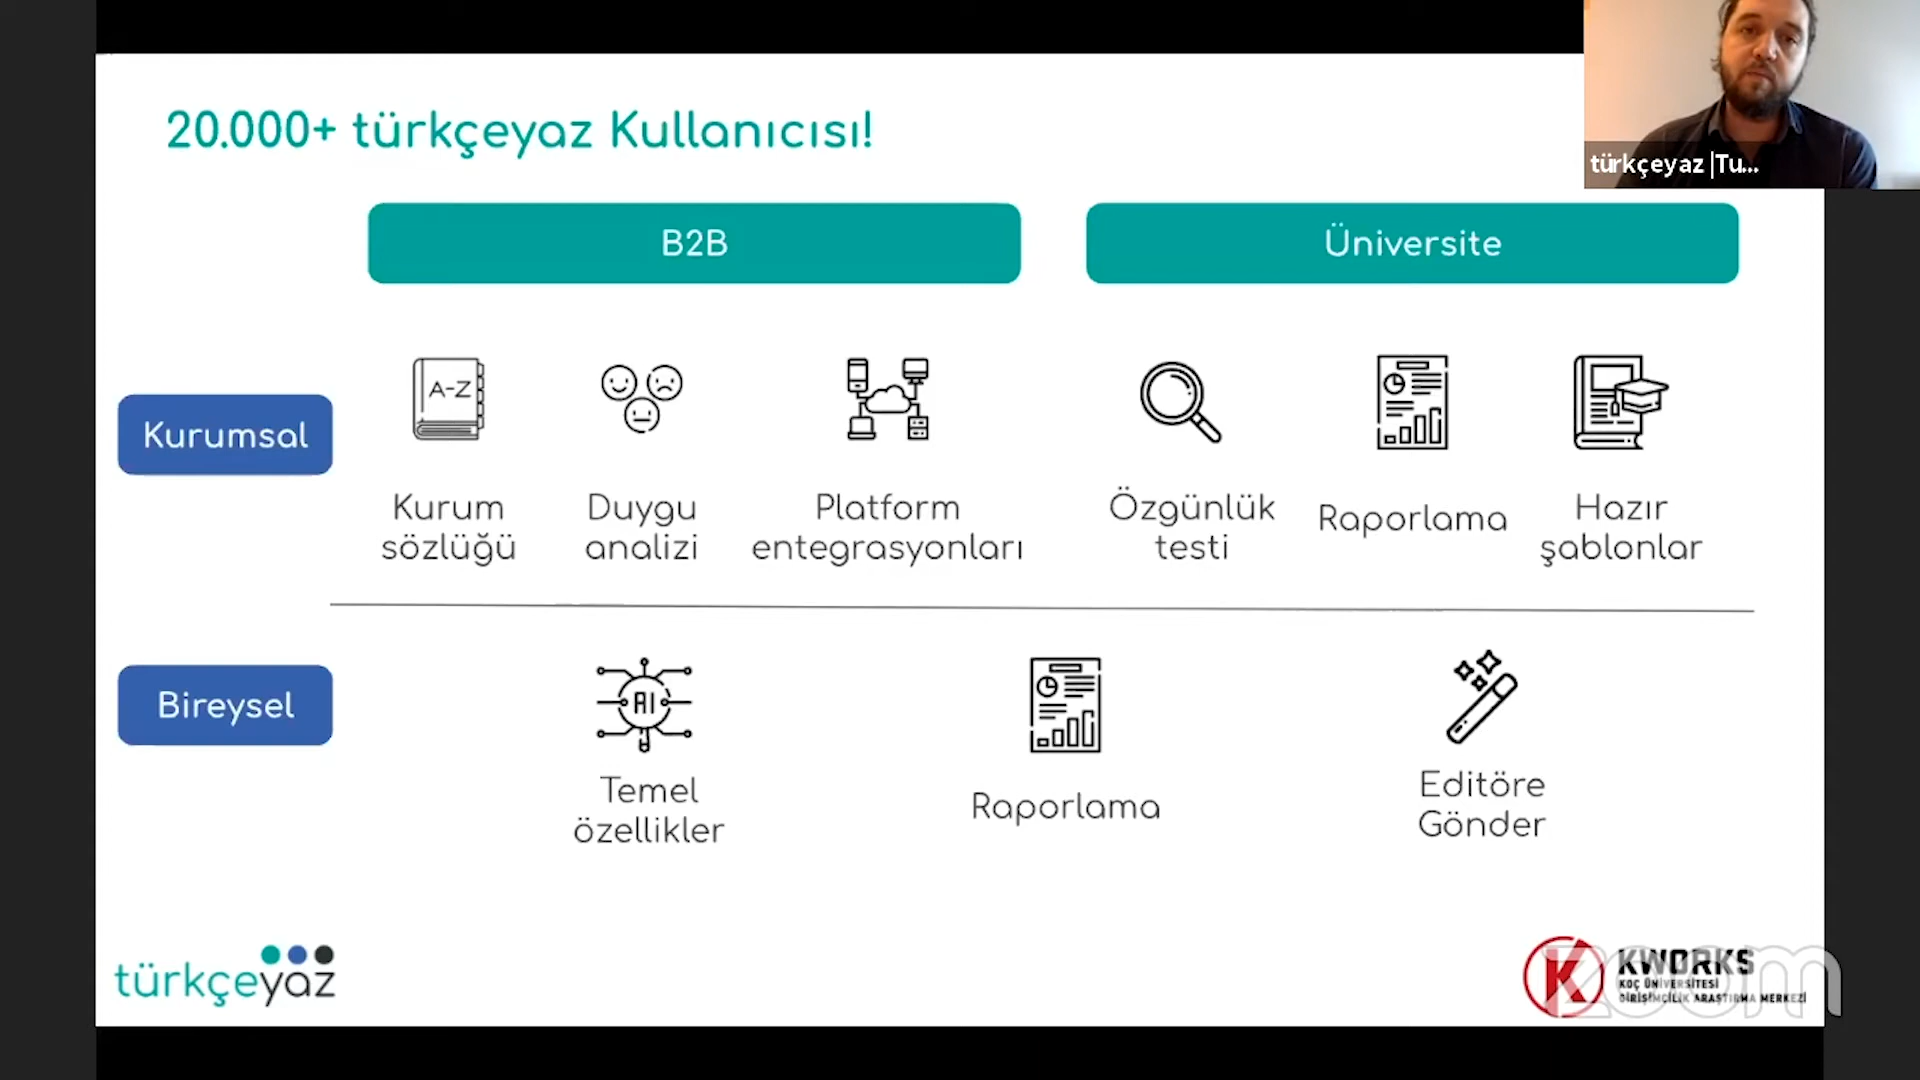 türkçeyaz |Tu...
20.000+ türkçeyaz Kullanıcısı!
B2B
Üniversite
Kurumsal
A-Z
Kurum
sözlüğü
Duygu
analizi
Platform
entegrasyonları
Özgünlük
testi
Raporlama
Hazır
şablonlar
Bireysel
AI
Temel
özellikler
Raporlama
Editöre
Gönder
türkçeyaz
K
KWORKS
KOÇ ÜNİVERSİTESİ
GİRİŞİMCİLİK ARAŞTIRMA MERKEZİ
zoom